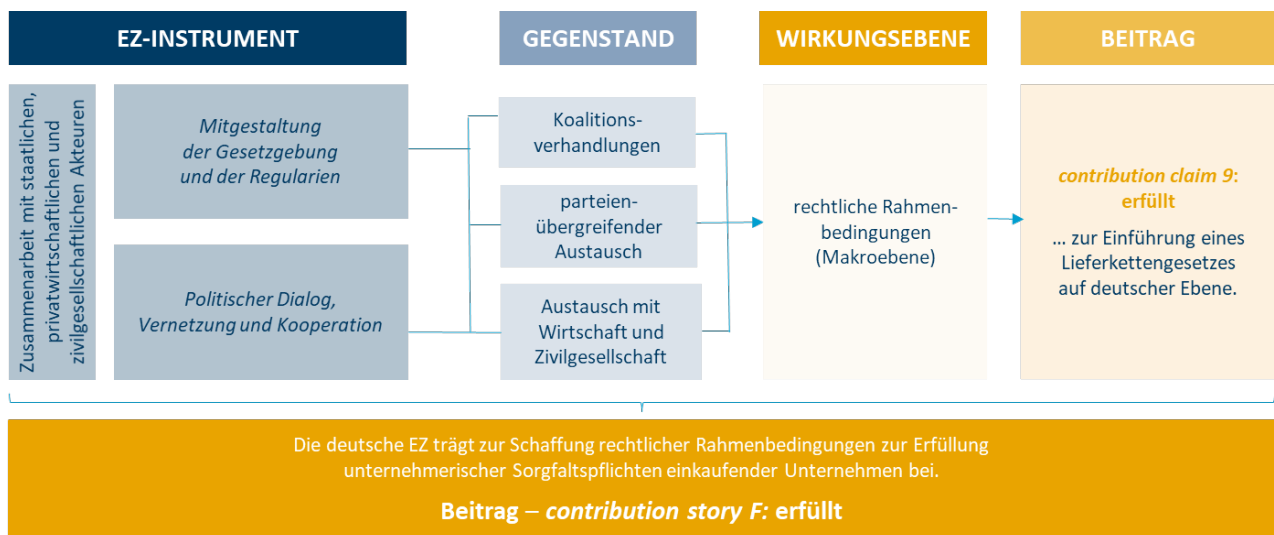 EZ-INSTRUMENT
GEGENSTAND
WIRKUNGSEBENE
BEITRAG
Zusammenarbeit mit staatlichen,
privatwirtschaftlichen und
zivilgesellschaftlichen Akteuren
Mitgestaltung
der Gesetzgebung
und der Regularien
Politischer Dialog,
Vernetzung und Kooperation
Koalitions-
verhandlungen
parteien-
übergreifender
Austausch
Austausch mit
Wirtschaft und
Zivilgesellschaft
rechtliche Rahmen-
bedingungen
(Makroebene)
contribution claim 9:
erfüllt
... zur Einführung eines
Lieferkettengesetzes
auf deutscher Ebene.
Die deutsche EZ trägt zur Schaffung rechtlicher Rahmenbedingungen zur Erfüllung
unternehmerischer Sorgfaltspflichten einkaufender Unternehmen bei.
Beitrag – contribution story F: erfüllt